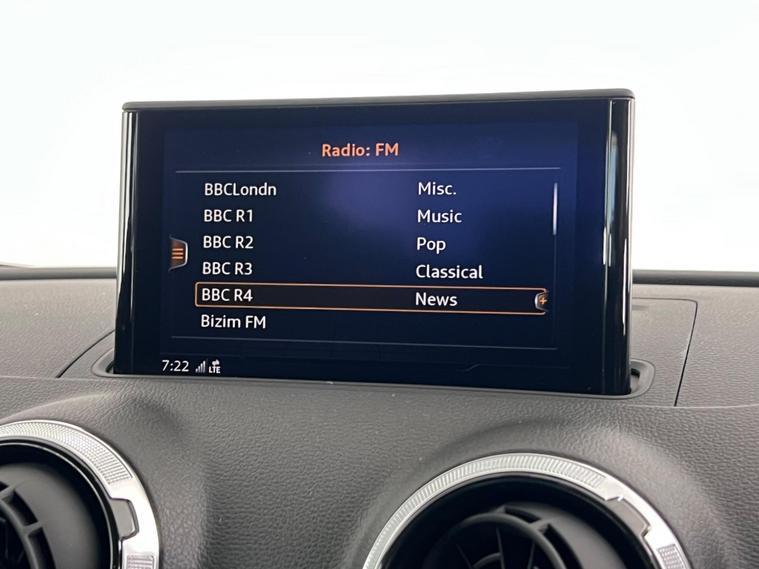 Radio: FM
BBCLondn Misc.
BBC R1 Music
BBC R2 Pop
BBC R3 Classical
BBC R4 News
Bizim FM
7:22 LTE